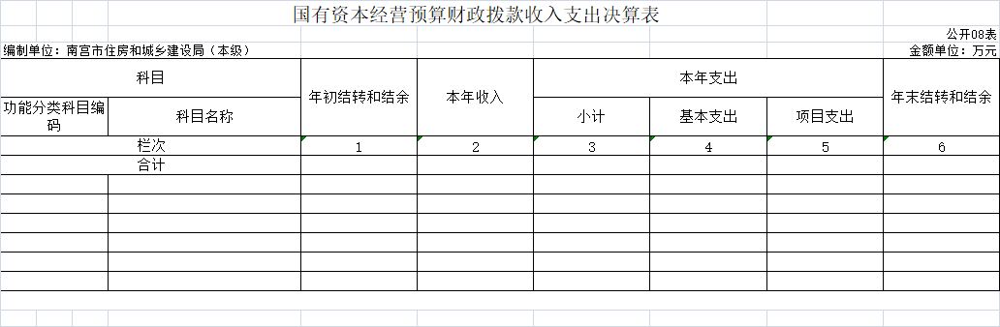 国有资本经营预算财政拨款收入支出决算表
公开08表
编制单位：南宫市住房和城乡建设局（本级） 金额单位：万元
科目 年初结转和结余 本年收入 本年支出 年末结转和结余
功能分类科目编
码 科目名称 小计 基本支出 项目支出
栏次 1 2 3 4 5 6
合计